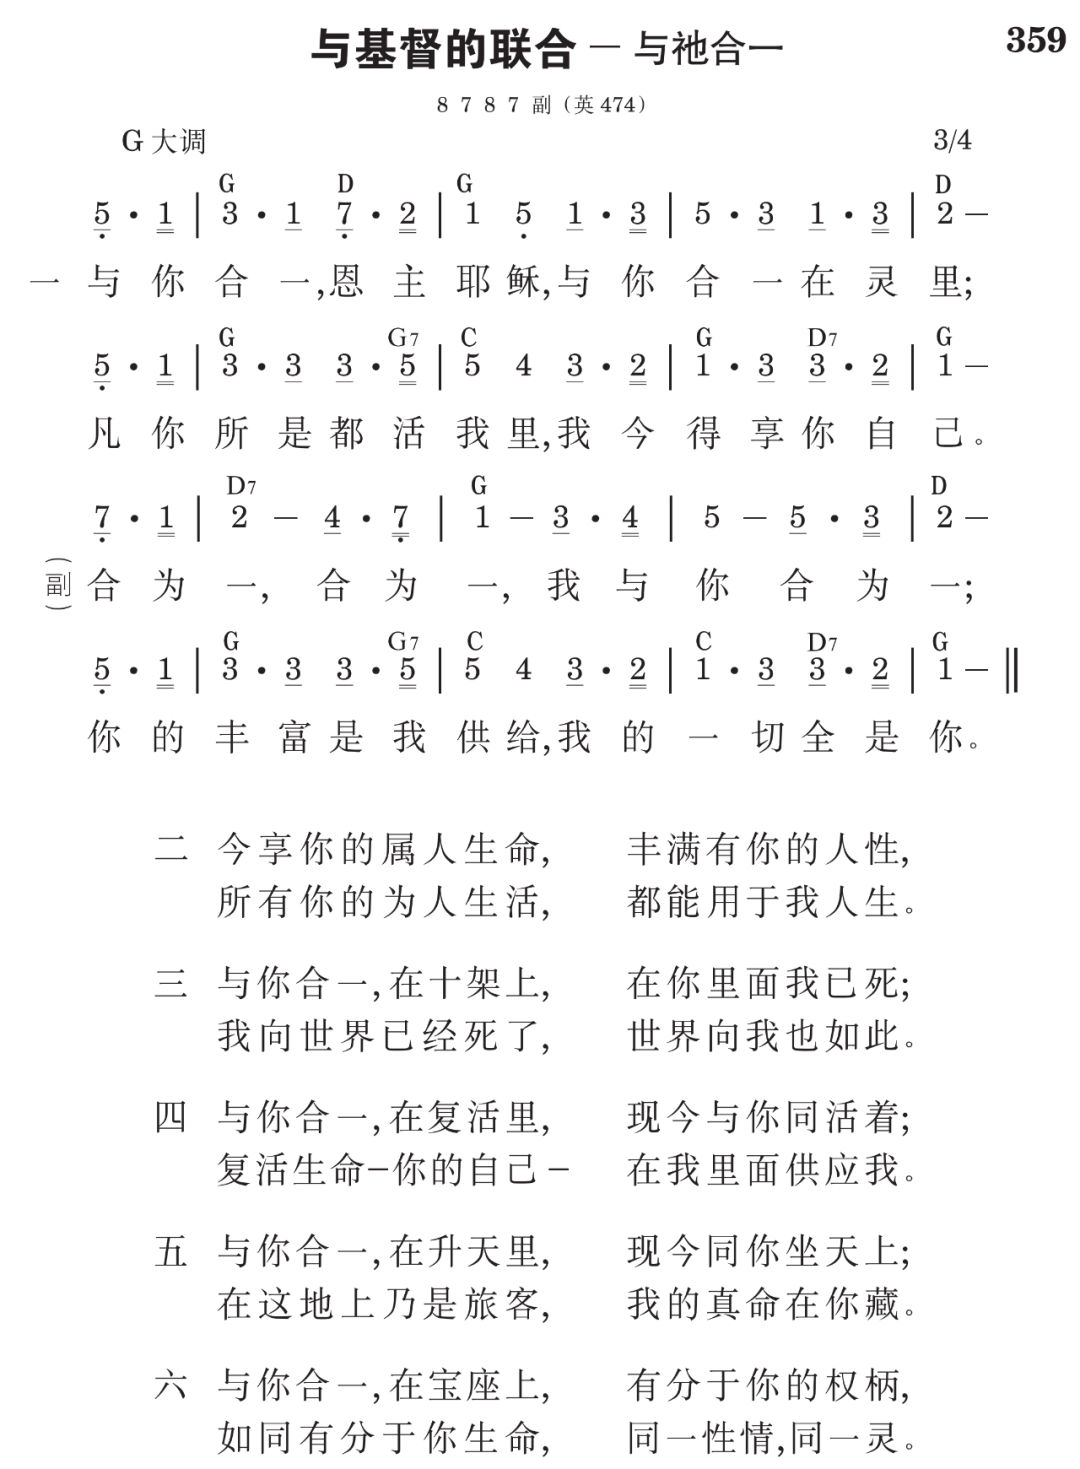 与基督的联合 — 与祂合一 359
8 7 8 7 副（英 474）
G 大调 3/4
G D G D
5 · 1 | 3 · 1 7 · 2 | 1 5 1 · 3 | 5 · 3 1 · 3 | 2 —
一 与你合一,恩主耶稣,与你合一在灵里;
G G7 C G D7 G
5 · 1 | 3 · 3 3 · 5 | 5 4 3 · 2 | 1 · 3 3 · 2 | 1 —
凡你所是都活我里,我今得享你自己。
D7 G D
7 · 1 | 2 — 4 · 7 | 1 — 3 · 4 | 5 — 5 · 3 | 2 —
（副） 合为一, 合为一, 我与你合为一;
G G7 C C D7 G
5 · 1 | 3 · 3 3 · 5 | 5 4 3 · 2 | 1 · 3 3 · 2 | 1 — ‖
你的丰富是我供给,我的一切全是你。
二 今享你的属人生命, 丰满有你的人性,
所有你的为人生活, 都能用于我人生。
三 与你合一,在十架上, 在你里面我已死;
我向世界已经死了, 世界向我也如此。
四 与你合一,在复活里, 现今与你同活着;
复活生命–你的自己– 在我里面供应我。
五 与你合一,在升天里, 现今同你坐天上;
在这地上乃是旅客, 我的真命在你藏。
六 与你合一,在宝座上, 有分于你的权柄,
如同有分于你生命, 同一性情,同一灵。